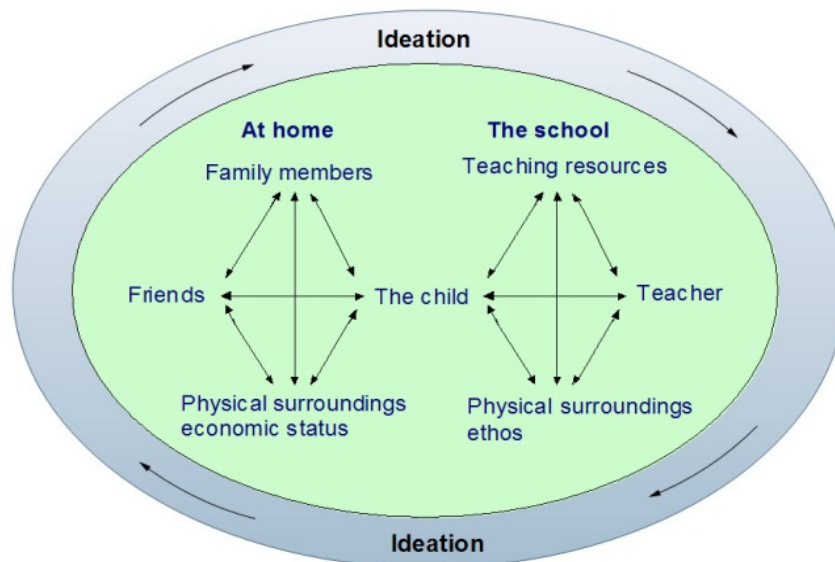 Ideation
At home
The school
Family members
Teaching resources
Friends
The child
Teacher
Physical surroundings
economic status
Physical surroundings
ethos
Ideation